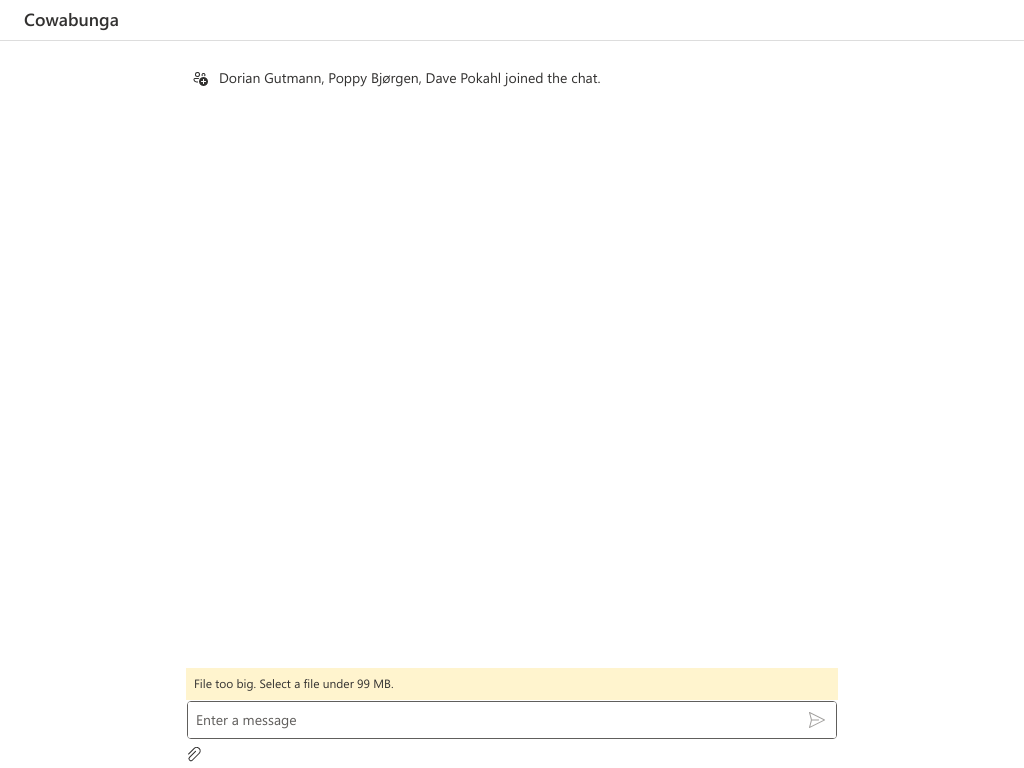 Cowabunga
Dorian Gutmann, Poppy Bjørgen, Dave Pokahl joined the chat.
File too big. Select a file under 99 MB.
Enter a message